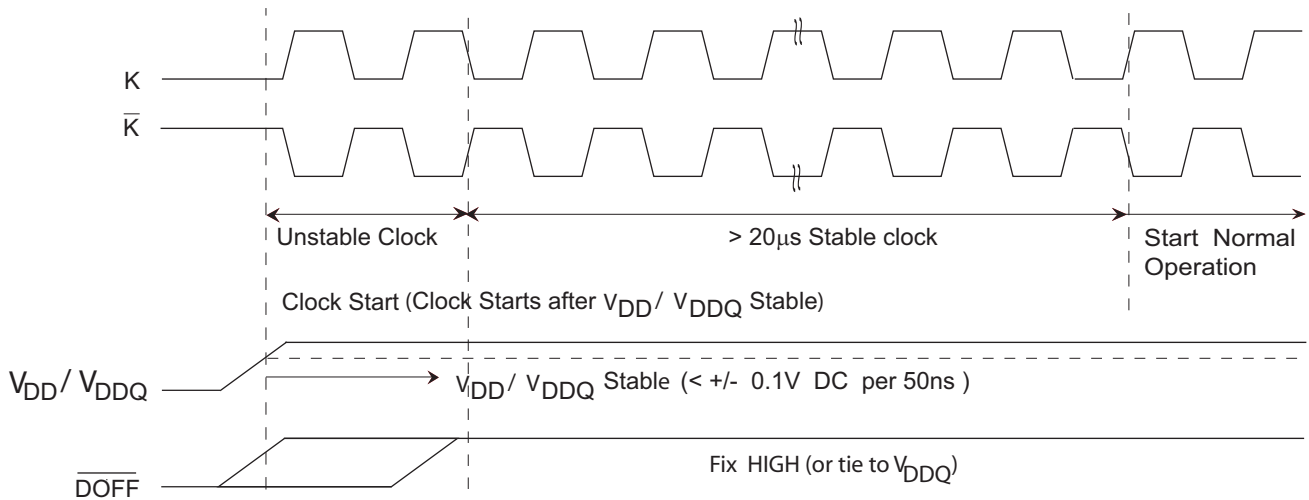 K
K̅
Unstable Clock
> 20μs Stable clock
Start Normal
Operation
Clock Start (Clock Starts after VDD/ VDDQ Stable)
VDD/ VDDQ
VDD/ VDDQ Stable (< +/- 0.1V DC per 50ns )
Fix HIGH (or tie to VDDQ)
D̅O̅F̅F̅